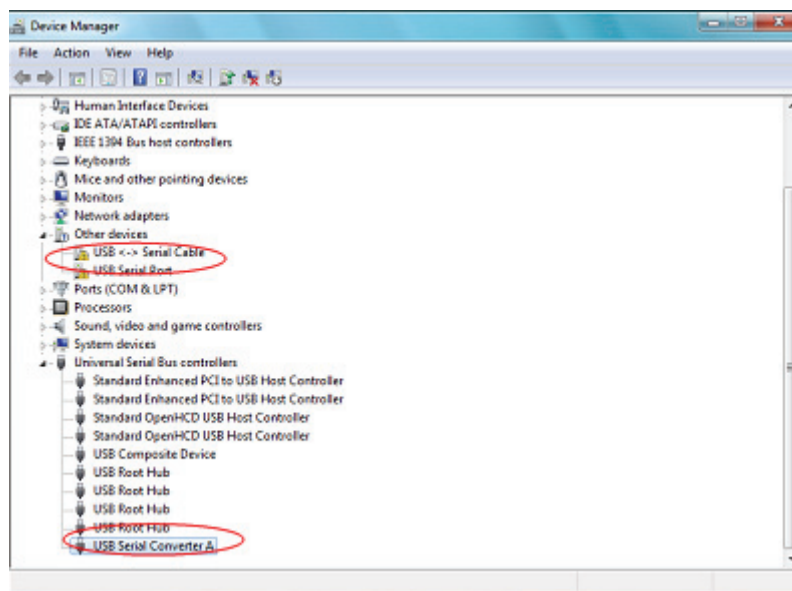 Device Manager
File Action View Help
Human Interface Devices
IDE ATA/ATAPI controllers
IEEE 1394 Bus host controllers
Keyboards
Mice and other pointing devices
Monitors
Network adapters
Other devices
USB <-> Serial Cable
USB Serial Port
Ports (COM & LPT)
Processors
Sound, video and game controllers
System devices
Universal Serial Bus controllers
Standard Enhanced PCI to USB Host Controller
Standard Enhanced PCI to USB Host Controller
Standard OpenHCD USB Host Controller
Standard OpenHCD USB Host Controller
USB Composite Device
USB Root Hub
USB Root Hub
USB Root Hub
USB Root Hub
USB Serial Converter A